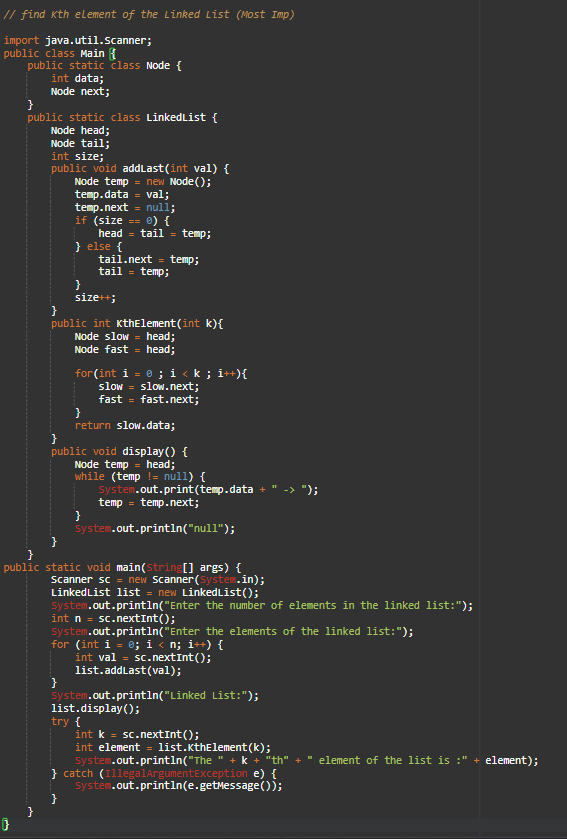 // find Kth element of the Linked List (Most Imp)
import java.util.Scanner;
public class Main {
    public static class Node {
        int data;
        Node next;
    }
    public static class LinkedList {
        Node head;
        Node tail;
        int size;
        public void addLast(int val) {
            Node temp = new Node();
            temp.data = val;
            temp.next = null;
            if (size == 0) {
                head = tail = temp;
            } else {
                tail.next = temp;
                tail = temp;
            }
            size++;
        }
        public int KthElement(int k){
            Node slow = head;
            Node fast = head;
            for(int i = 0 ; i < k ; i++){
                slow = slow.next;
                fast = fast.next;
            }
            return slow.data;
        }
        public void display() {
            Node temp = head;
            while (temp != null) {
                System.out.print(temp.data + " -> ");
                temp = temp.next;
            }
            System.out.println("null");
        }
    }
public static void main(String[] args) {
        Scanner sc = new Scanner(System.in);
        LinkedList list = new LinkedList();
        System.out.println("Enter the number of elements in the linked list:");
        int n = sc.nextInt();
        System.out.println("Enter the elements of the linked list:");
        for (int i = 0; i < n; i++) {
            int val = sc.nextInt();
            list.addLast(val);
        }
        System.out.println("Linked List:");
        list.display();
        try {
            int k = sc.nextInt();
            int element = list.KthElement(k);
            System.out.println("The " + k + "th" + " element of the list is :" + element);
        } catch (IllegalArgumentException e) {
            System.out.println(e.getMessage());
        }
    }
}